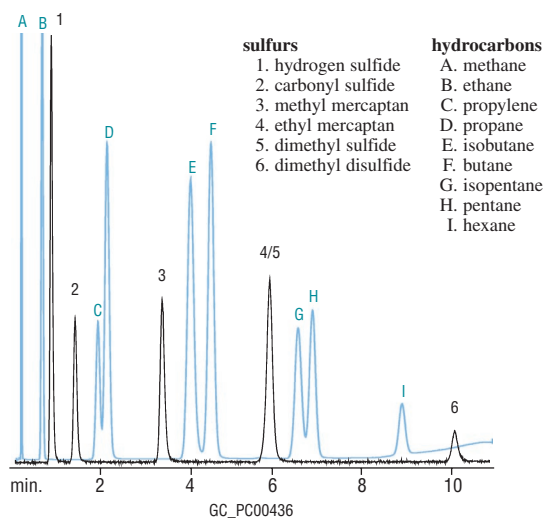 A B 1
sulfurs
1. hydrogen sulfide
2. carbonyl sulfide
3. methyl mercaptan
4. ethyl mercaptan
5. dimethyl sulfide
6. dimethyl disulfide
hydrocarbons
A. methane
B. ethane
C. propylene
D. propane
E. isobutane
F. butane
G. isopentane
H. pentane
I. hexane
D
F
E
4/5
3
2
H
C
G
I
6
min. 2 4 6 8 10
GC_PC00436